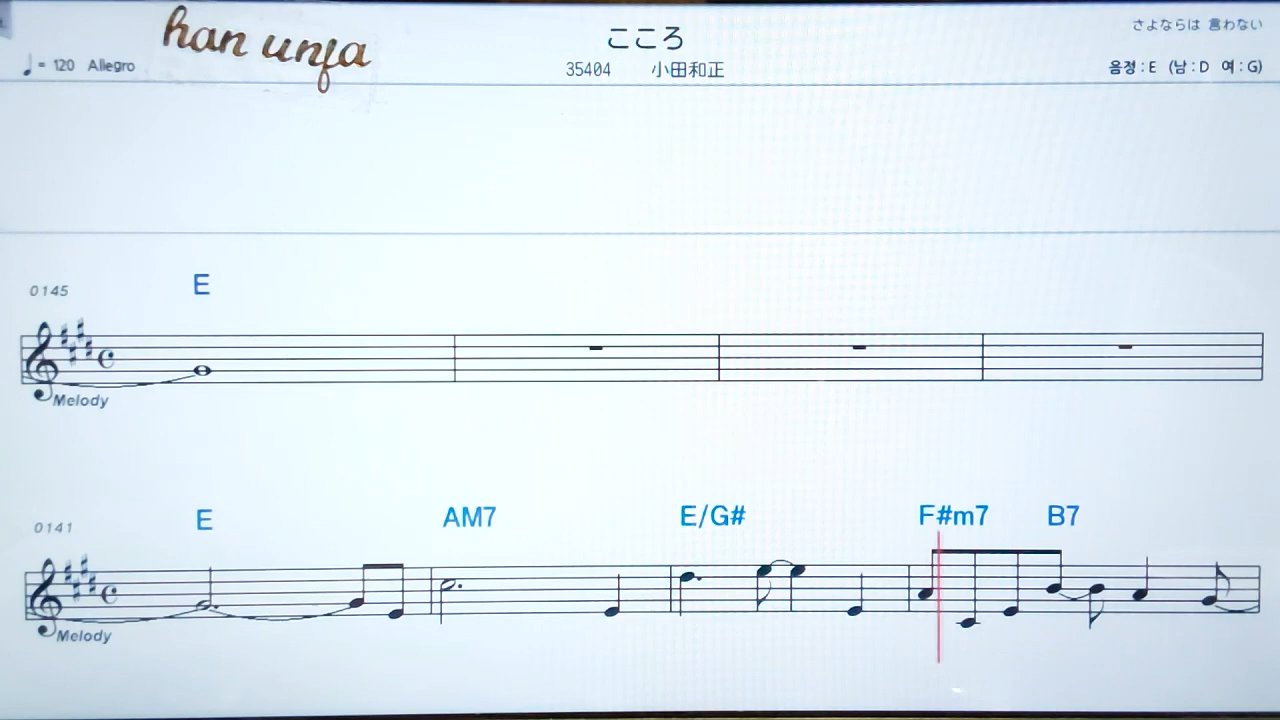 han unja
こころ
さよならは 言わない
♩= 120 Allegro
35404 小田和正
음정 : E (남 : D 여 : G)
0145 E
Melody
0141 E AM7 E/G# F#m7 B7
Melody